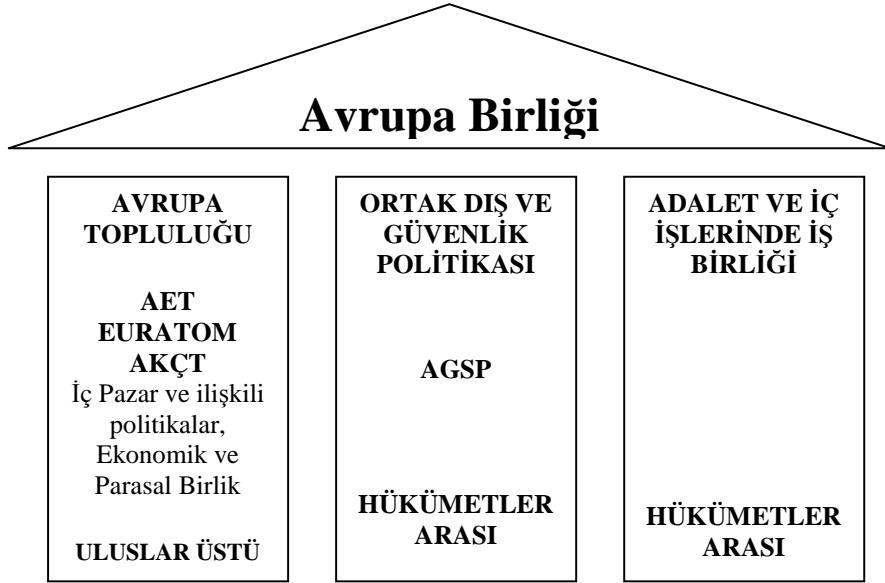 Avrupa Birliği
AVRUPA
TOPLULUĞU
AET
EURATOM
AKÇT
İç Pazar ve ilişkili
politikalar,
Ekonomik ve
Parasal Birlik
ULUSLAR ÜSTÜ
ORTAK DIŞ VE
GÜVENLİK
POLİTİKASI
AGSP
HÜKÜMETLER
ARASI
ADALET VE İÇ
İŞLERİNDE İŞ
BİRLİĞİ
HÜKÜMETLER
ARASI